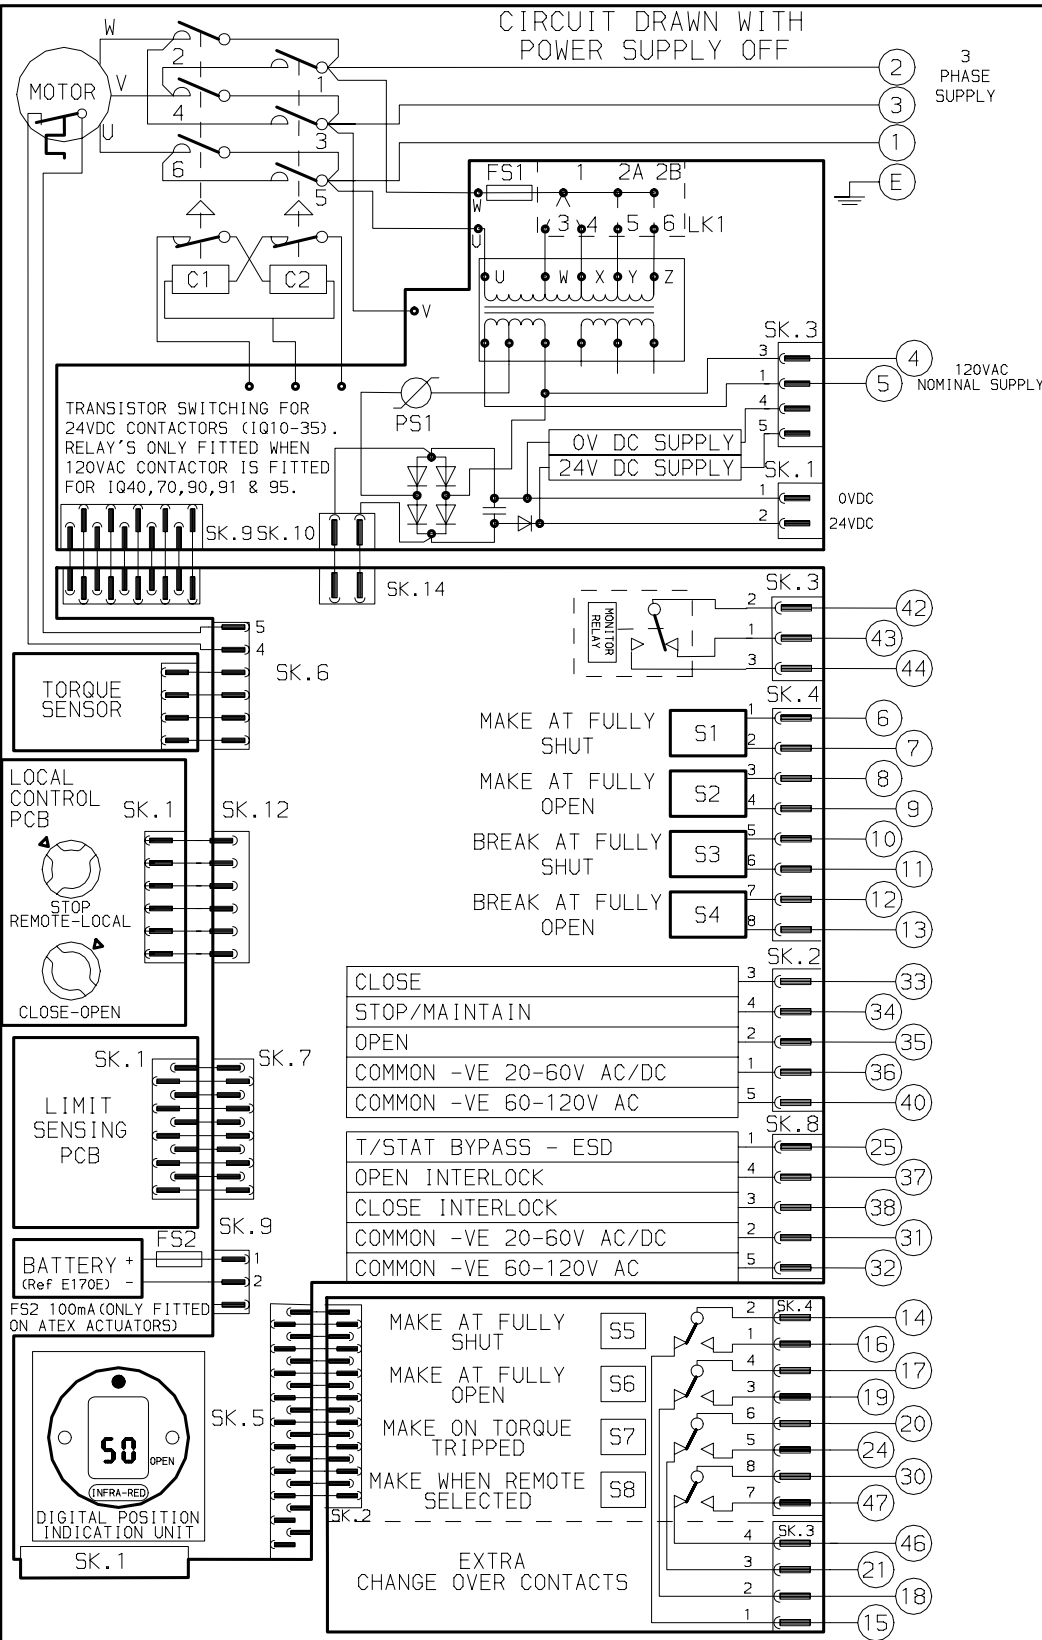 CIRCUIT DRAWN WITH
POWER SUPPLY OFF
W
V
U
MOTOR
2
4
6
1
3
5
2
3
1
E
3
PHASE
SUPPLY
C1
C2
FS1
1
2A
2B
W
U
3
4
5
6
LK1
U
W
X
Y
Z
V
PS1
SK.3
3
1
4
5
4
5
120VAC
NOMINAL SUPPLY
0V DC SUPPLY
24V DC SUPPLY
SK.1
1
0VDC
2
24VDC
TRANSISTOR SWITCHING FOR
24VDC CONTACTORS (IQ10-35).
RELAY'S ONLY FITTED WHEN
120VAC CONTACTOR IS FITTED
FOR IQ40,70,90,91 & 95.
SK.9
SK.10
SK.14
5
4
SK.6
TORQUE
SENSOR
MONITOR
RELAY
SK.3
2
42
1
43
3
44
SK.4
MAKE AT FULLY
SHUT
S1
1
6
2
7
MAKE AT FULLY
OPEN
S2
3
8
4
9
BREAK AT FULLY
SHUT
S3
5
10
6
11
BREAK AT FULLY
OPEN
S4
7
12
8
13
LOCAL
CONTROL
PCB
SK.1
SK.12
STOP
REMOTE-LOCAL
CLOSE-OPEN
SK.2
CLOSE
3
33
STOP/MAINTAIN
4
34
OPEN
2
35
COMMON -VE 20-60V AC/DC
1
36
COMMON -VE 60-120V AC
5
40
SK.8
T/STAT BYPASS - ESD
1
25
OPEN INTERLOCK
4
37
CLOSE INTERLOCK
3
38
COMMON -VE 20-60V AC/DC
2
31
COMMON -VE 60-120V AC
5
32
SK.1
SK.7
LIMIT
SENSING
PCB
SK.9
FS2
BATTERY + 
(Ref E170E) -
1
2
FS2 100mA(ONLY FITTED
ON ATEX ACTUATORS)
SK.5
SK.2
50
OPEN
INFRA-RED
DIGITAL POSITION
INDICATION UNIT
SK.1
SK.4
MAKE AT FULLY
SHUT
S5
2
14
1
16
MAKE AT FULLY
OPEN
S6
4
17
3
19
MAKE ON TORQUE
TRIPPED
S7
6
20
5
24
MAKE WHEN REMOTE
SELECTED
S8
8
30
7
47
SK.3
EXTRA
CHANGE OVER CONTACTS
4
46
3
21
2
18
1
15